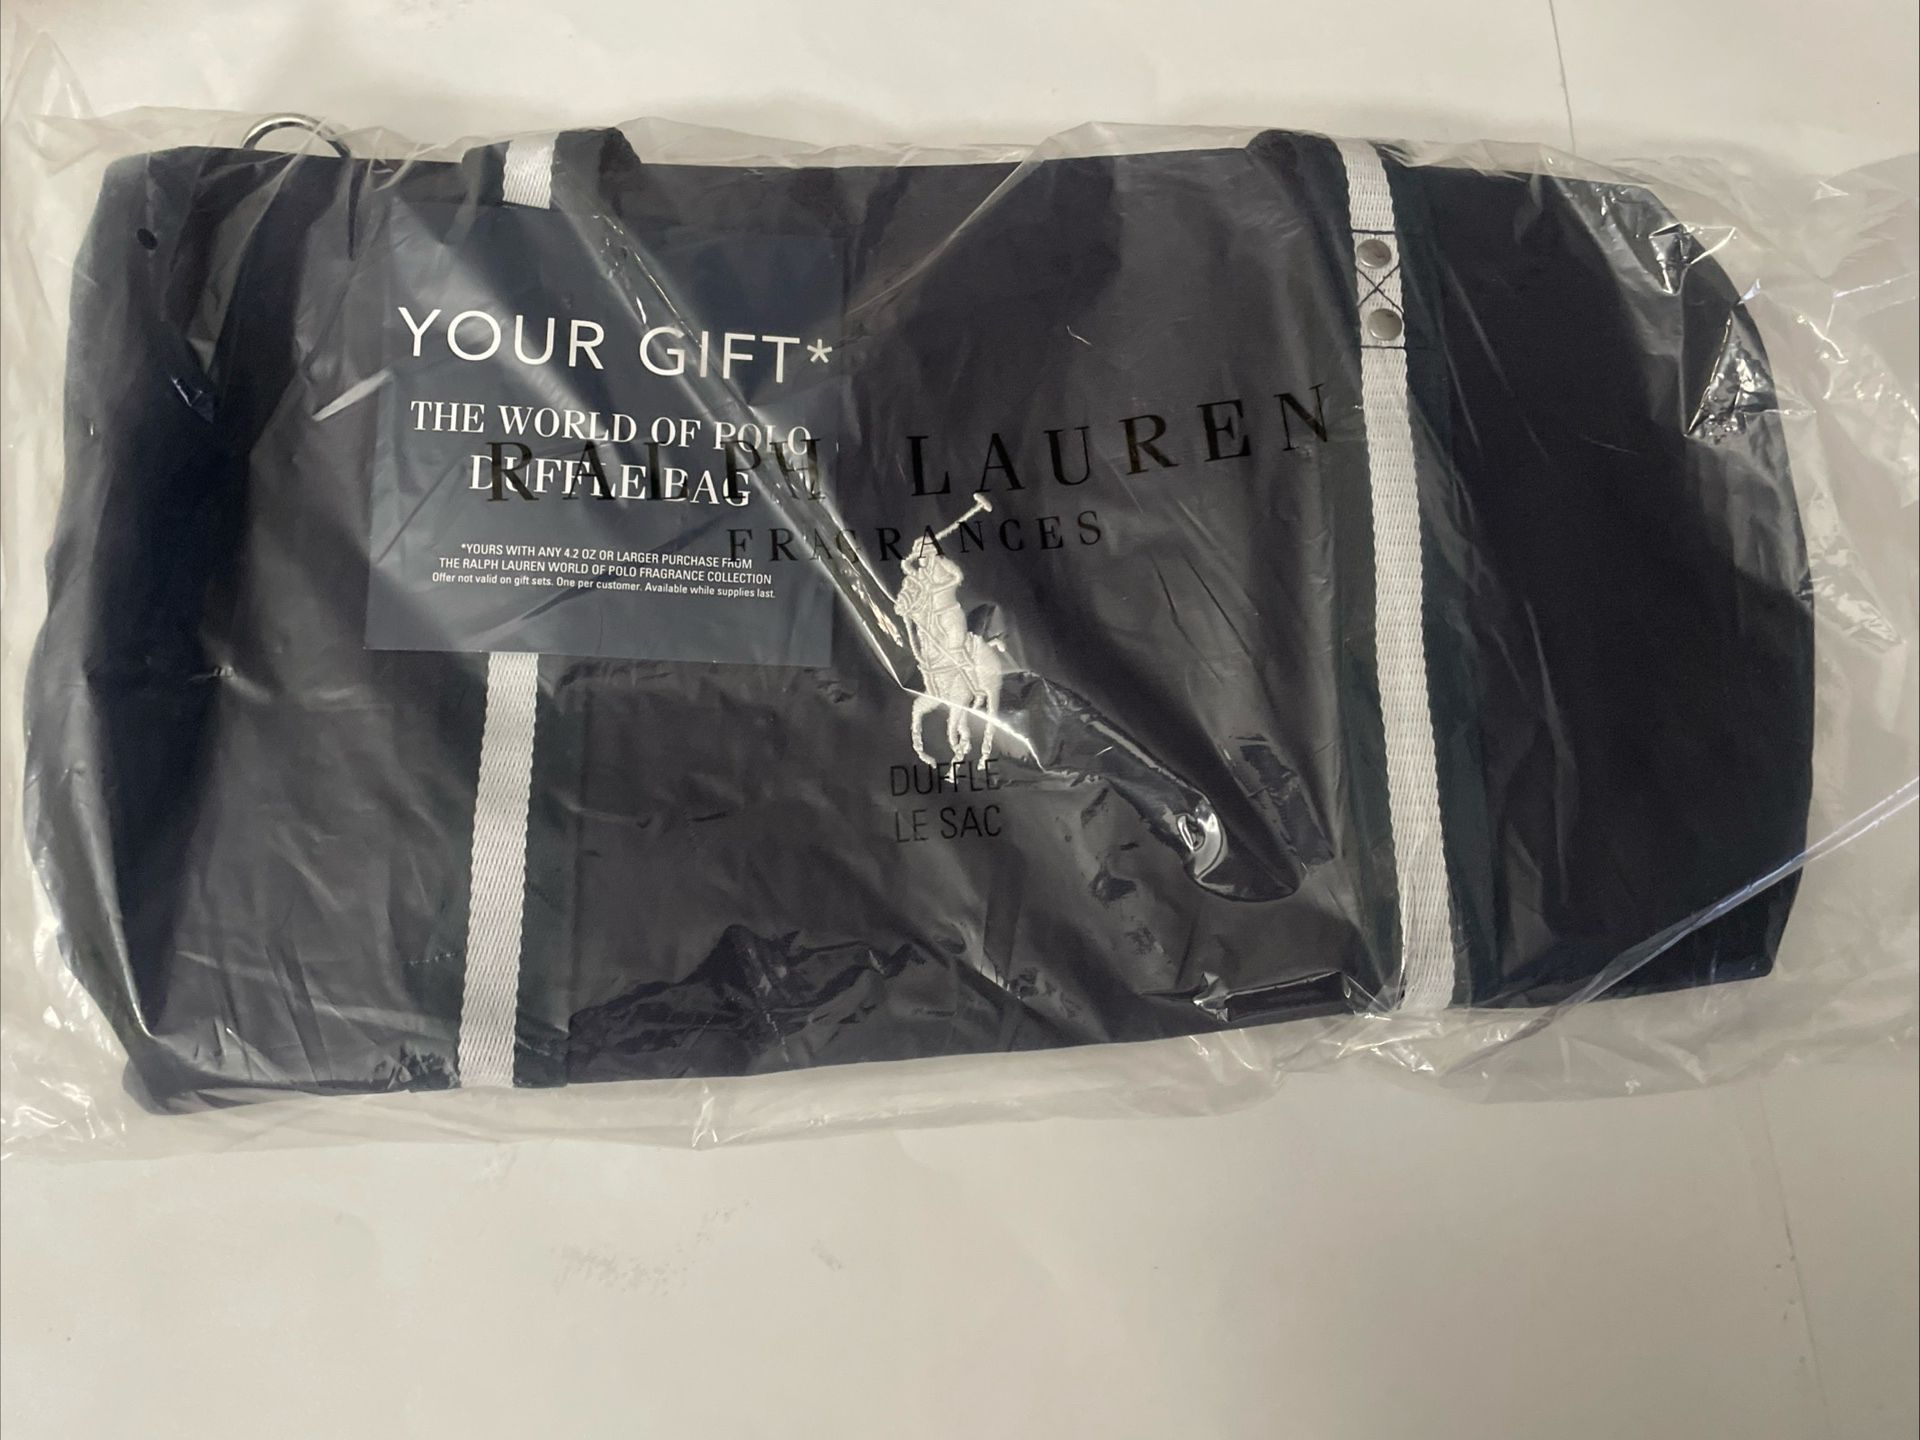 YOUR GIFT*
THE WORLD OF POLO
DUFFLE BAG
*YOURS WITH ANY 4.2 OZ OR LARGER PURCHASE FROM
THE RALPH LAUREN WORLD OF POLO FRAGRANCE COLLECTION
Offer not valid on gift sets. One per customer. Available while supplies last.
RALPH LAUREN
FRAGRANCES
DUFFLE
LE SAC